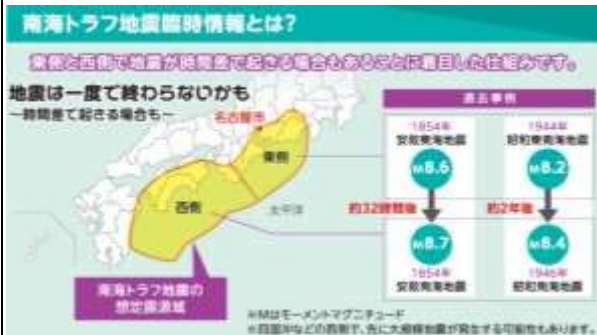 南海トラフ地震臨時情報とは？
東側と西側で地震が時間差で起きる場合もあることに着目した仕組みです。
地震は一度で終わらないかも
～時間差で起きる場合も～
名古屋市
東側
西側
太平洋
南海トラフ地震の
想定震源域
過去事例
1854年
安政東海地震
M8.6
約32時間後
M8.7
1854年
安政南海地震
1944年
昭和東南海地震
M8.2
約2年後
M8.4
1946年
昭和南海地震
※Mはモーメントマグニチュード
※四国沖などの西側で、先に大規模地震が発生する可能性もあります。